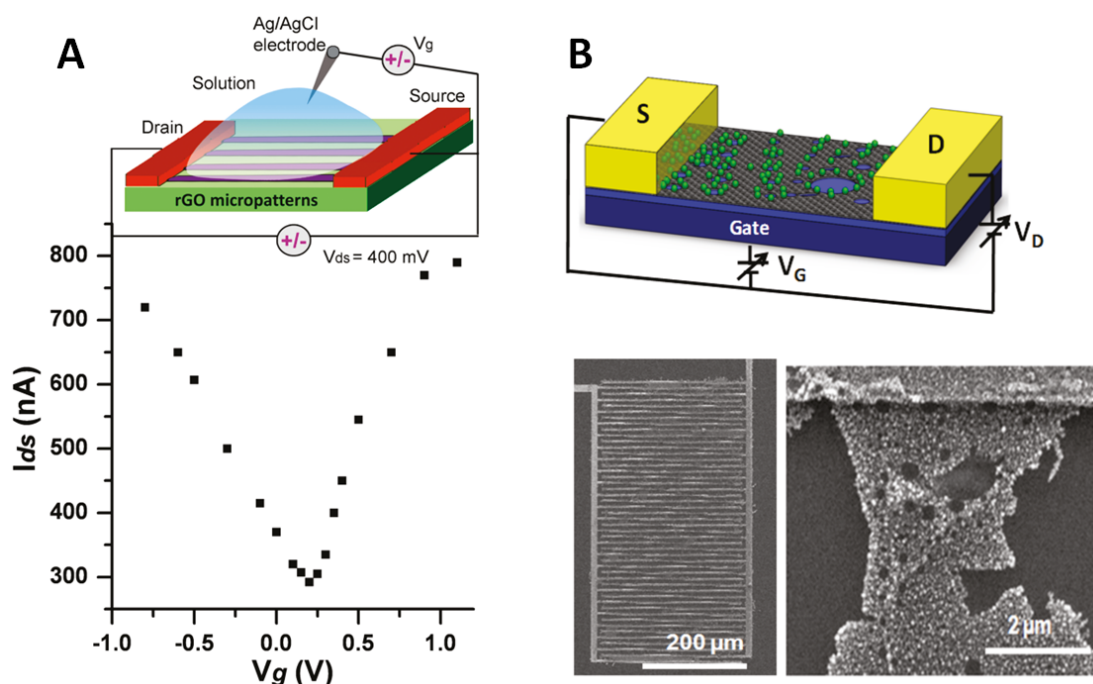 A
Ag/AgCl
electrode
+/-
Vg
Solution
Source
Drain
rGO micropatterns
+/-
Vds = 400 mV
800
700
600
500
400
300
Ids (nA)
-1.0 -0.5 0.0 0.5 1.0
Vg (V)
B
S
D
Gate
VD
VG
200 µm
2 µm